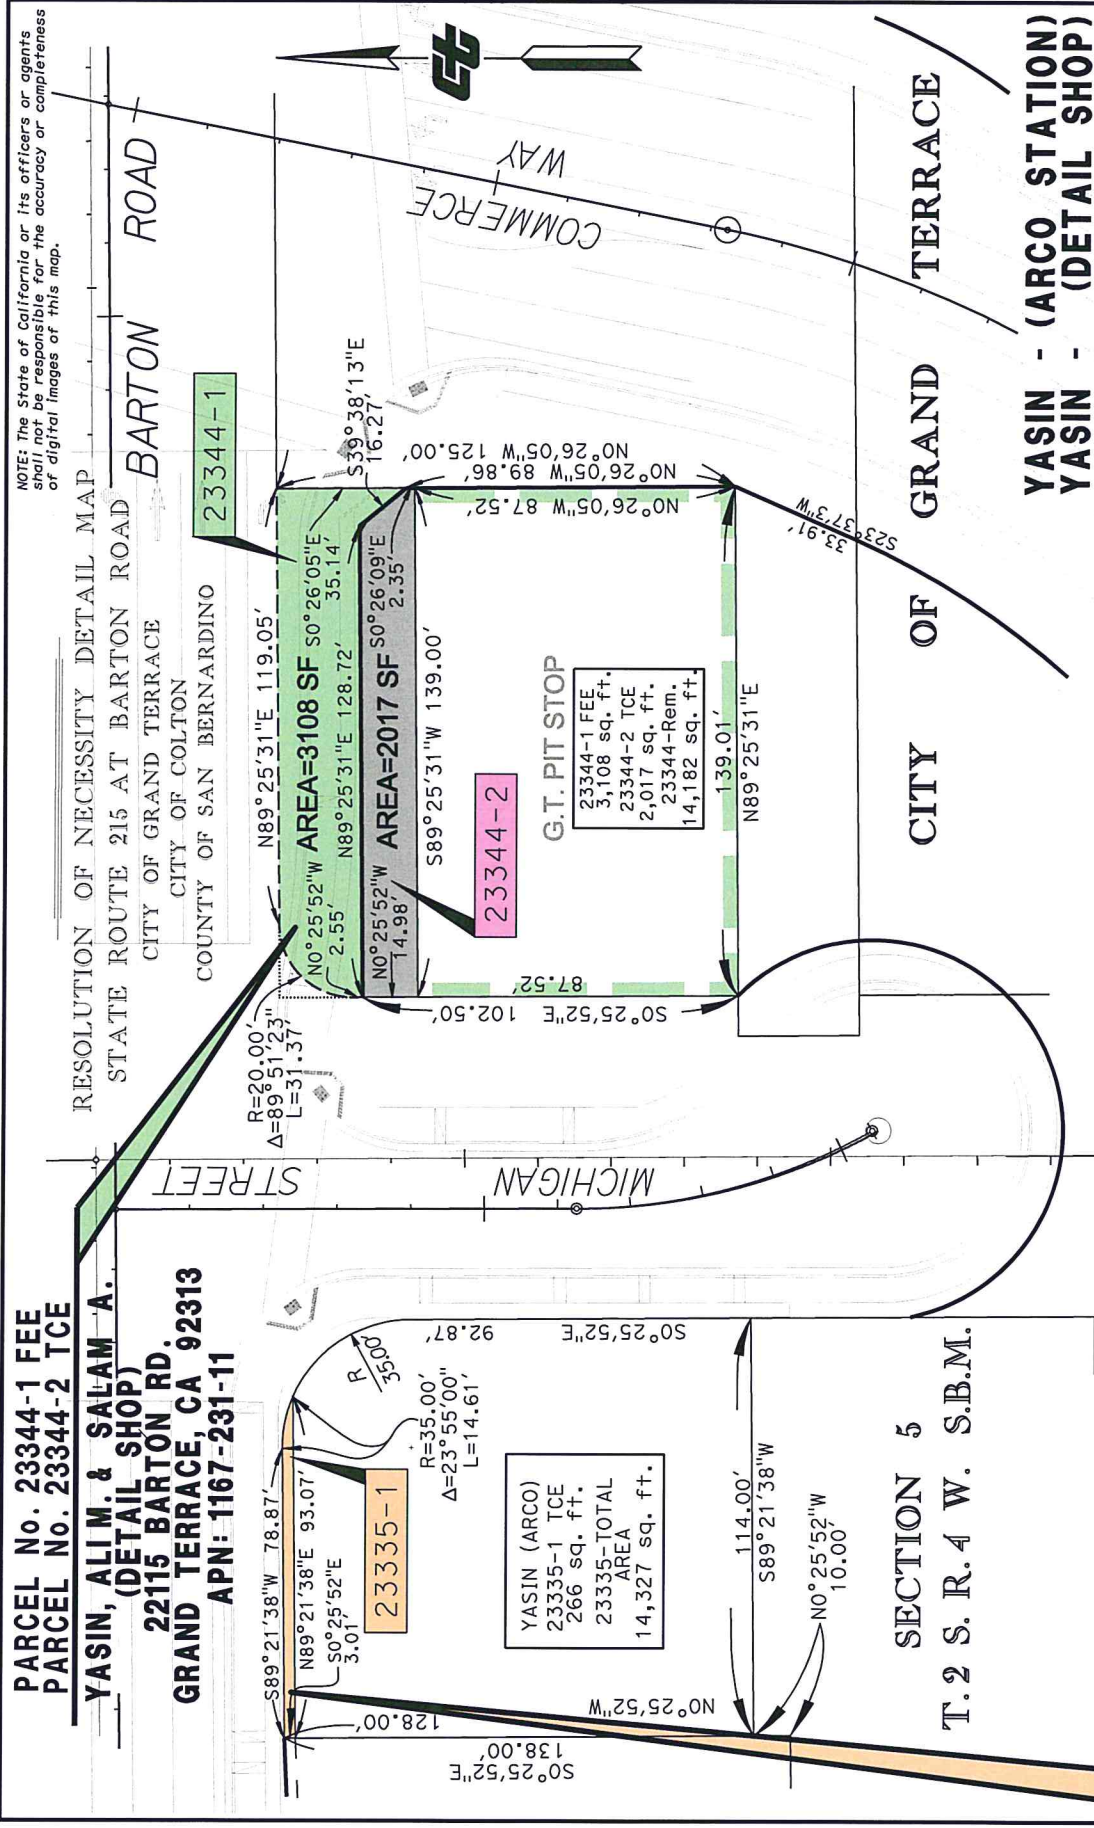 NOTE: The State of California or its officers or agents
shall not be responsible for the accuracy or completeness
of digital images of this map.
RESOLUTION OF NECESSITY DETAIL MAP
STATE ROUTE 215 AT BARTON ROAD
CITY OF GRAND TERRACE
CITY OF COLTON
COUNTY OF SAN BERNARDINO
PARCEL No. 23344-1 FEE
PARCEL No. 23344-2 TCE
YASIN, ALI M. & SALAM A.
(DETAIL SHOP)
22115 BARTON RD.
GRAND TERRACE, CA 92313
APN: 1167-231-11
BARTON ROAD
23344-1
COMMERCE
WAY
ct
STREET
MICHIGAN
R=20.00'
Δ=89°51'23"
L=31.37'
N89°25'31"E 119.05'
N0°25'52"W
2.55'
AREA=3108 SF
S0°26'05"E
35.14'
S39°38'13"E
16.27'
N89°25'31"E 128.72'
N0°25'52"W
14.98'
AREA=2017 SF
S0°26'09"E
2.35'
S89°25'31"W 139.00'
23344-2
N0°26'05"W 125.00'
N0°26'05"W 89.86'
N0°26'05"W 87.52'
G.T. PIT STOP
23344-1 FEE
3,108 sq. ft.
23344-2 TCE
2,017 sq. ft.
23344-Rem.
14,182 sq. ft.
87.52'
S0°25'52"E 102.50'
139.01'
N89°25'31"E
S23°37'3"W
33.91'
S89°21'38"W 78.87'
N89°21'38"E 93.07'
S0°25'52"E
3.01'
23335-1
R
35.00'
R=35.00'
Δ=23°55'00"
L=14.61'
S0°25'52"E 92.87'
YASIN (ARCO)
23335-1 TCE
266 sq. ft.
23335-TOTAL
AREA
14,327 sq. ft.
128.00'
N0°25'52"W
138.00'
S0°25'52"E
114.00'
S89°21'38"W
N0°25'52"W
10.00'
SECTION 5
T. 2 S. R. 4 W. S.B.M.
CITY OF GRAND TERRACE
YASIN - (ARCO STATION)
YASIN - (DETAIL SHOP)